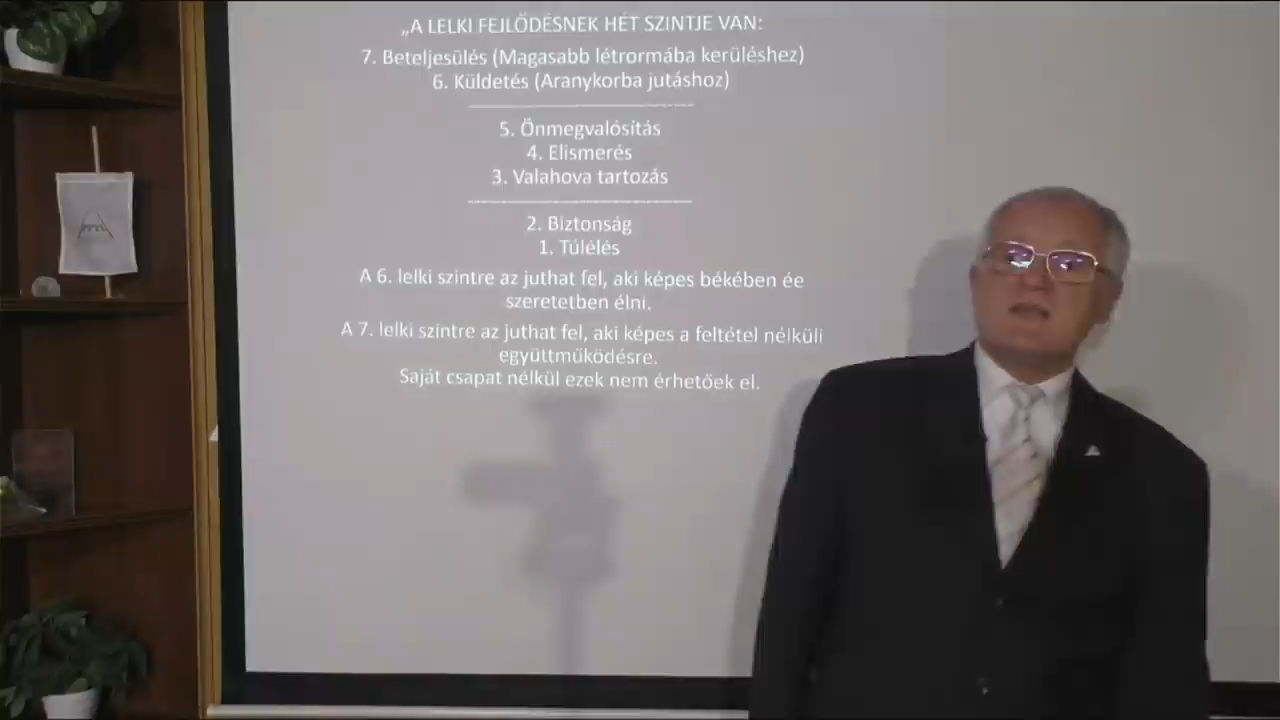 „A LELKI FEJLŐDÉSNEK HÉT SZINTJE VAN:
7. Beteljesülés (Magasabb létrormába kerüléshez)
6. Küldetés (Aranykorba jutáshoz)
5. Önmegvalósítás
4. Elismerés
3. Valahova tartozás
2. Biztonság
1. Túlélés
A 6. lelki szintre az juthat fel, aki képes békében ée
szeretetben élni.
A 7. lelki szintre az juthat fel, aki képes a feltétel nélküli
együttműködésre.
Saját csapat nélkül ezek nem érhetőek el.